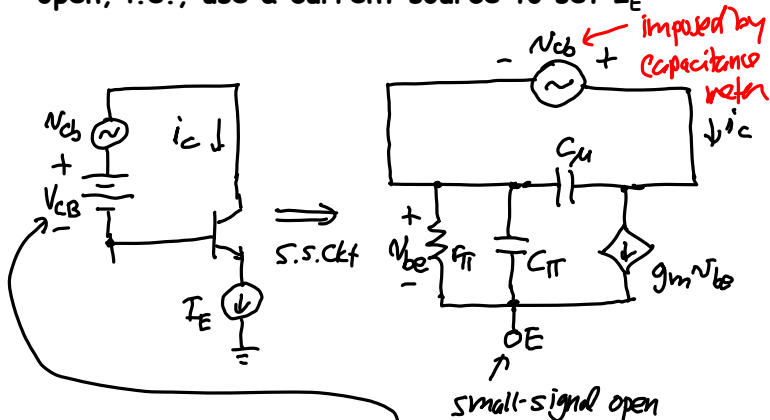 open, i.e., use a current source to set I_E
imposed by
capacitance
meter
- v_cb +
v_cb
i_c ↓
↓ i_c
C_μ
+
V_CB
-
⇒
s.s.ckt
+
v_be
-
r_π
C_π
g_m v_be
I_E
E
small-signal open